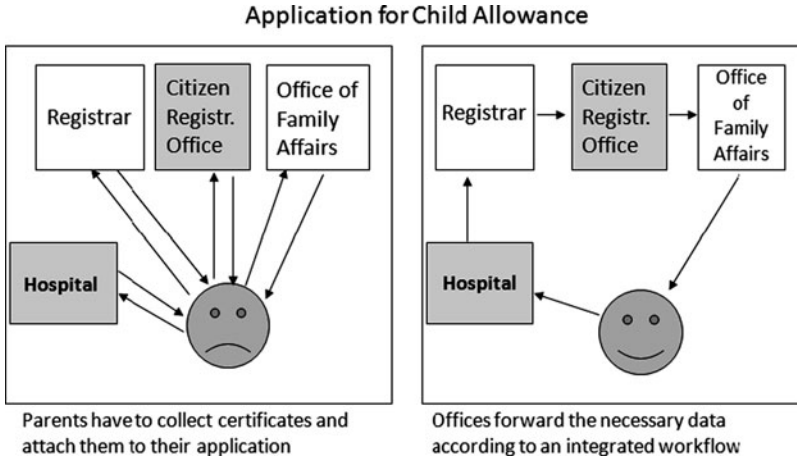 Application for Child Allowance
Registrar
Citizen
Registr.
Office
Office of
Family
Affairs
Hospital
Parents have to collect certificates and
attach them to their application
Registrar
Citizen
Registr.
Office
Office
of
Family
Affairs
Hospital
Offices forward the necessary data
according to an integrated workflow